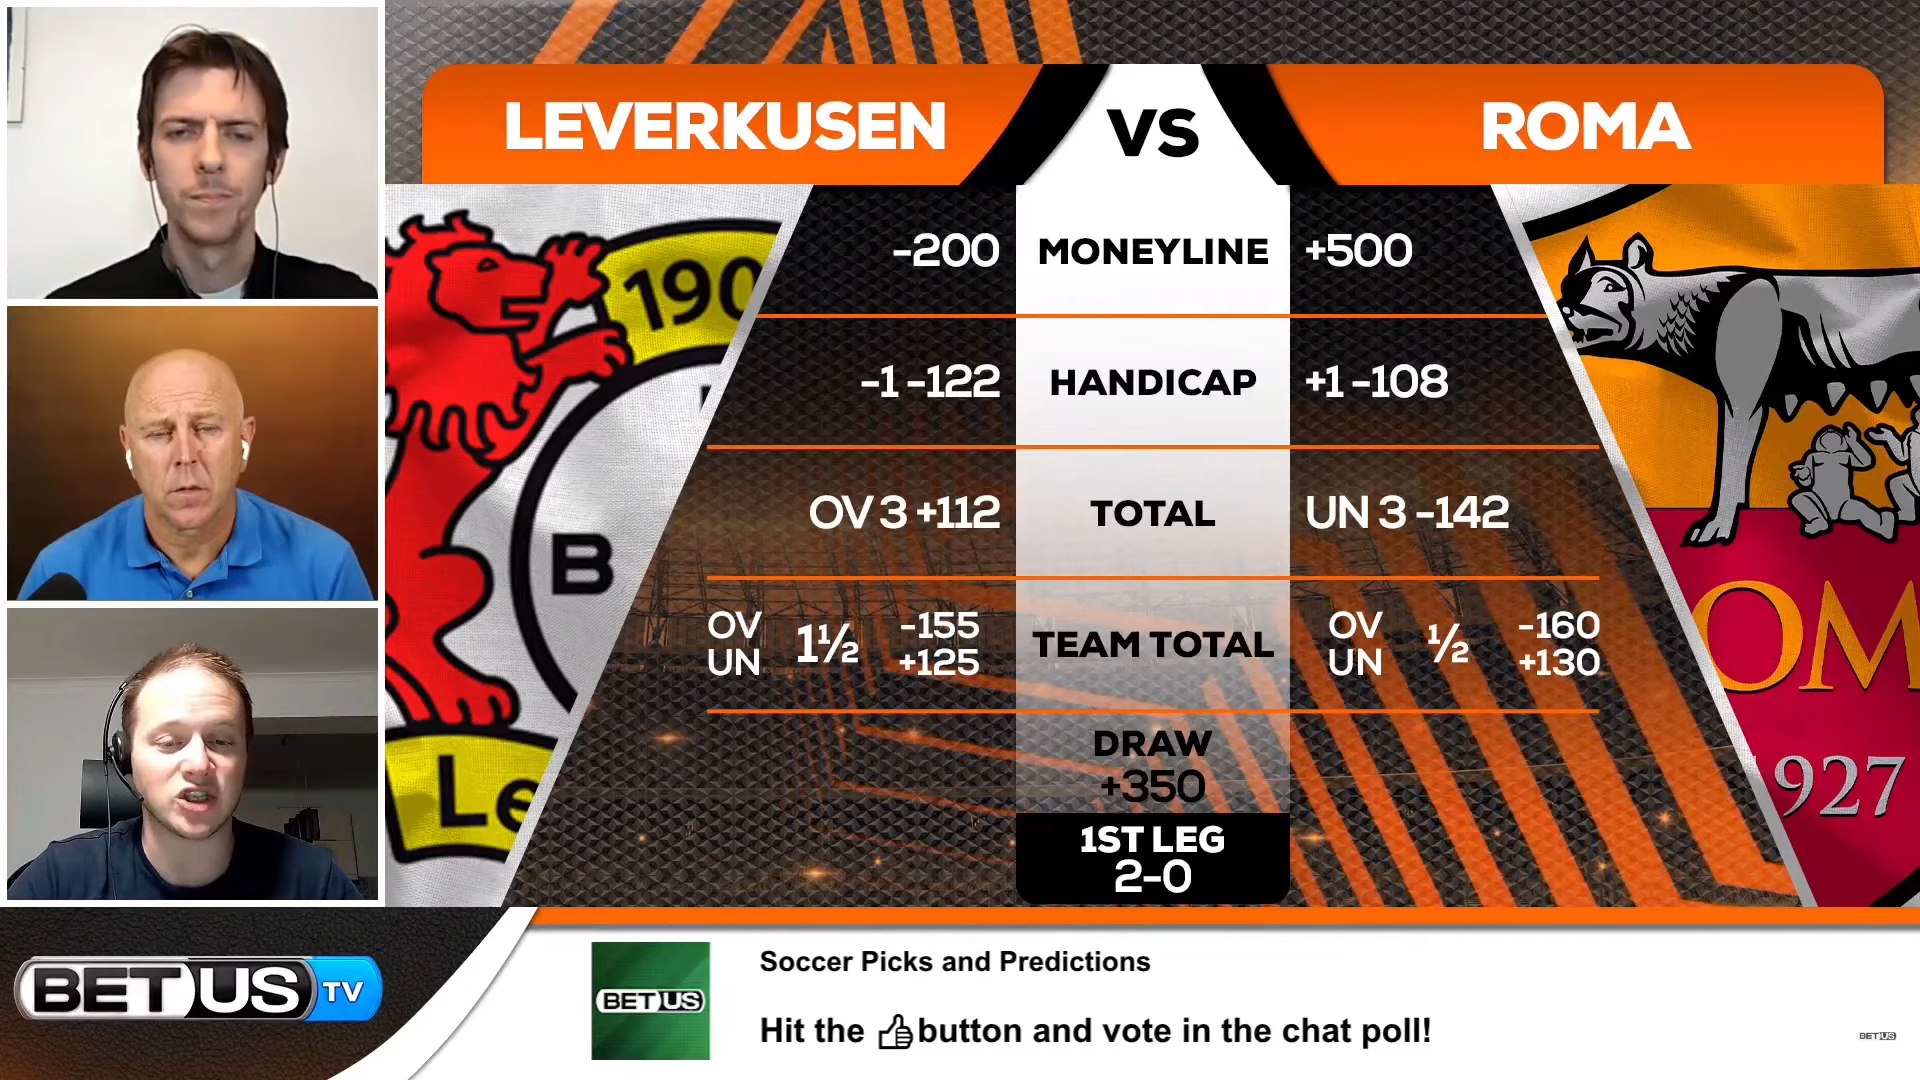 LEVERKUSEN VS ROMA
-200 MONEYLINE +500
-1 -122 HANDICAP +1 -108
OV 3 +112 TOTAL UN 3 -142
OV 1½ -155 TEAM TOTAL OV ½ -160
UN +125 UN +130
DRAW
+350
1ST LEG
2-0
190
B
Le
OM
927
BETUS TV
BETUS
Soccer Picks and Predictions
Hit the 👍 button and vote in the chat poll!
BETUS